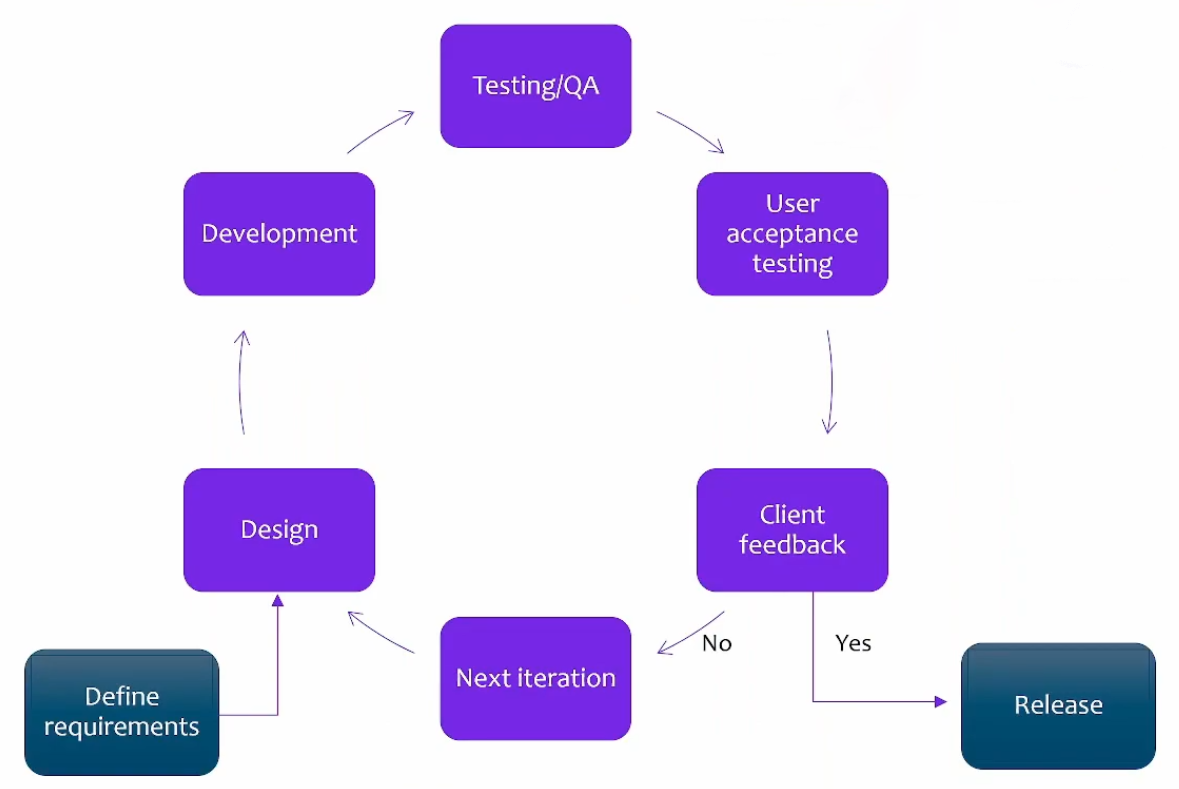 Testing/QA
Development
User
acceptance
testing
Design
Client
feedback
No
Yes
Next iteration
Define
requirements
Release